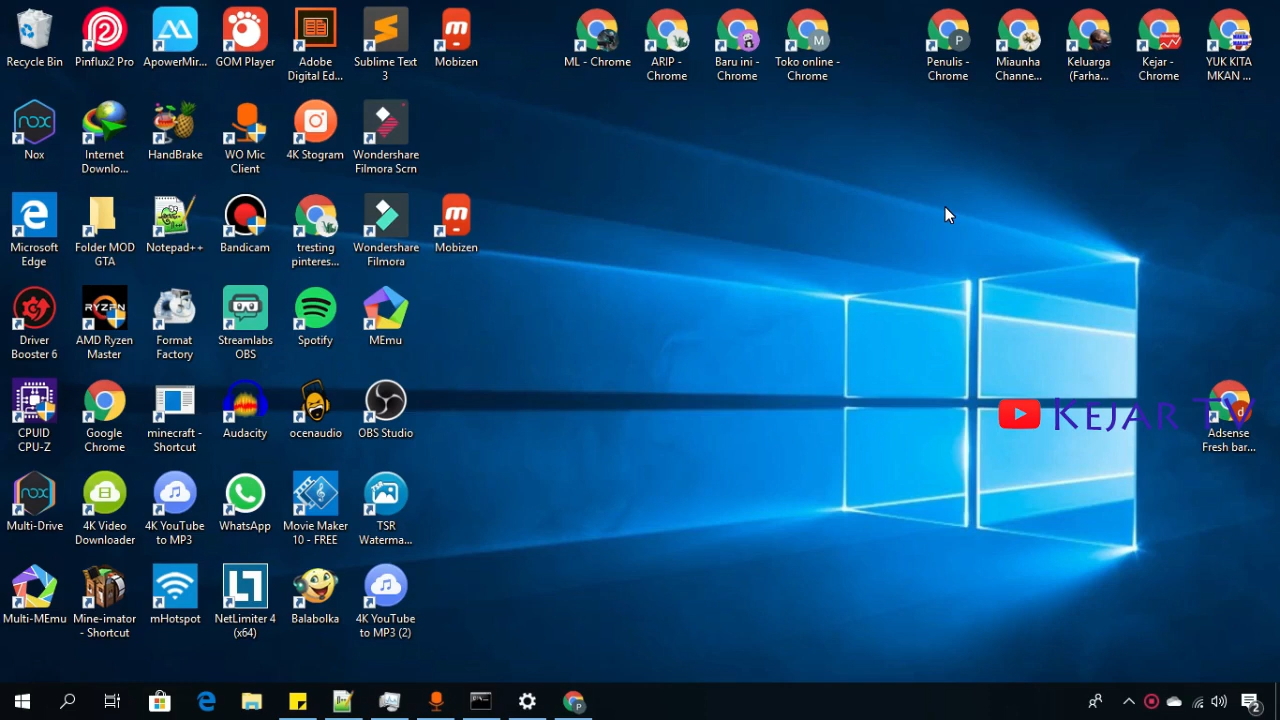 Recycle Bin
Pinflux2 Pro
ApowerMir...
GOM Player
Adobe
Digital Ed...
Sublime Text
3
Mobizen
ML - Chrome
ARIP -
Chrome
Baru ini -
Chrome
Toko online -
Chrome
M
Penulis -
Chrome
P
Miaunha
Channe...
Keluarga
(Farha...
Kejar -
Chrome
YUK KITA
MKAN ...
Nox
Internet
Downlo...
HandBrake
WO Mic
Client
4K Stogram
Wondershare
Filmora Scrn
Microsoft
Edge
Folder MOD
GTA
Notepad++
Bandicam
tresting
pinteres...
Wondershare
Filmora
Mobizen
Driver
Booster 6
RYZEN
AMD Ryzen
Master
Format
Factory
Streamlabs
OBS
Spotify
MEmu
CPUID
CPU-Z
Google
Chrome
minecraft -
Shortcut
Audacity
ocenaudio
OBS Studio
KEJAR TV
d
Adsense
Fresh bar...
Multi-Drive
4K Video
Downloader
4K YouTube
to MP3
WhatsApp
Movie Maker
10 - FREE
TSR
Waterma...
Multi-MEmu
Mine-imator
- Shortcut
mHotspot
NetLimiter 4
(x64)
Balabolka
4K YouTube
to MP3 (2)
P
2